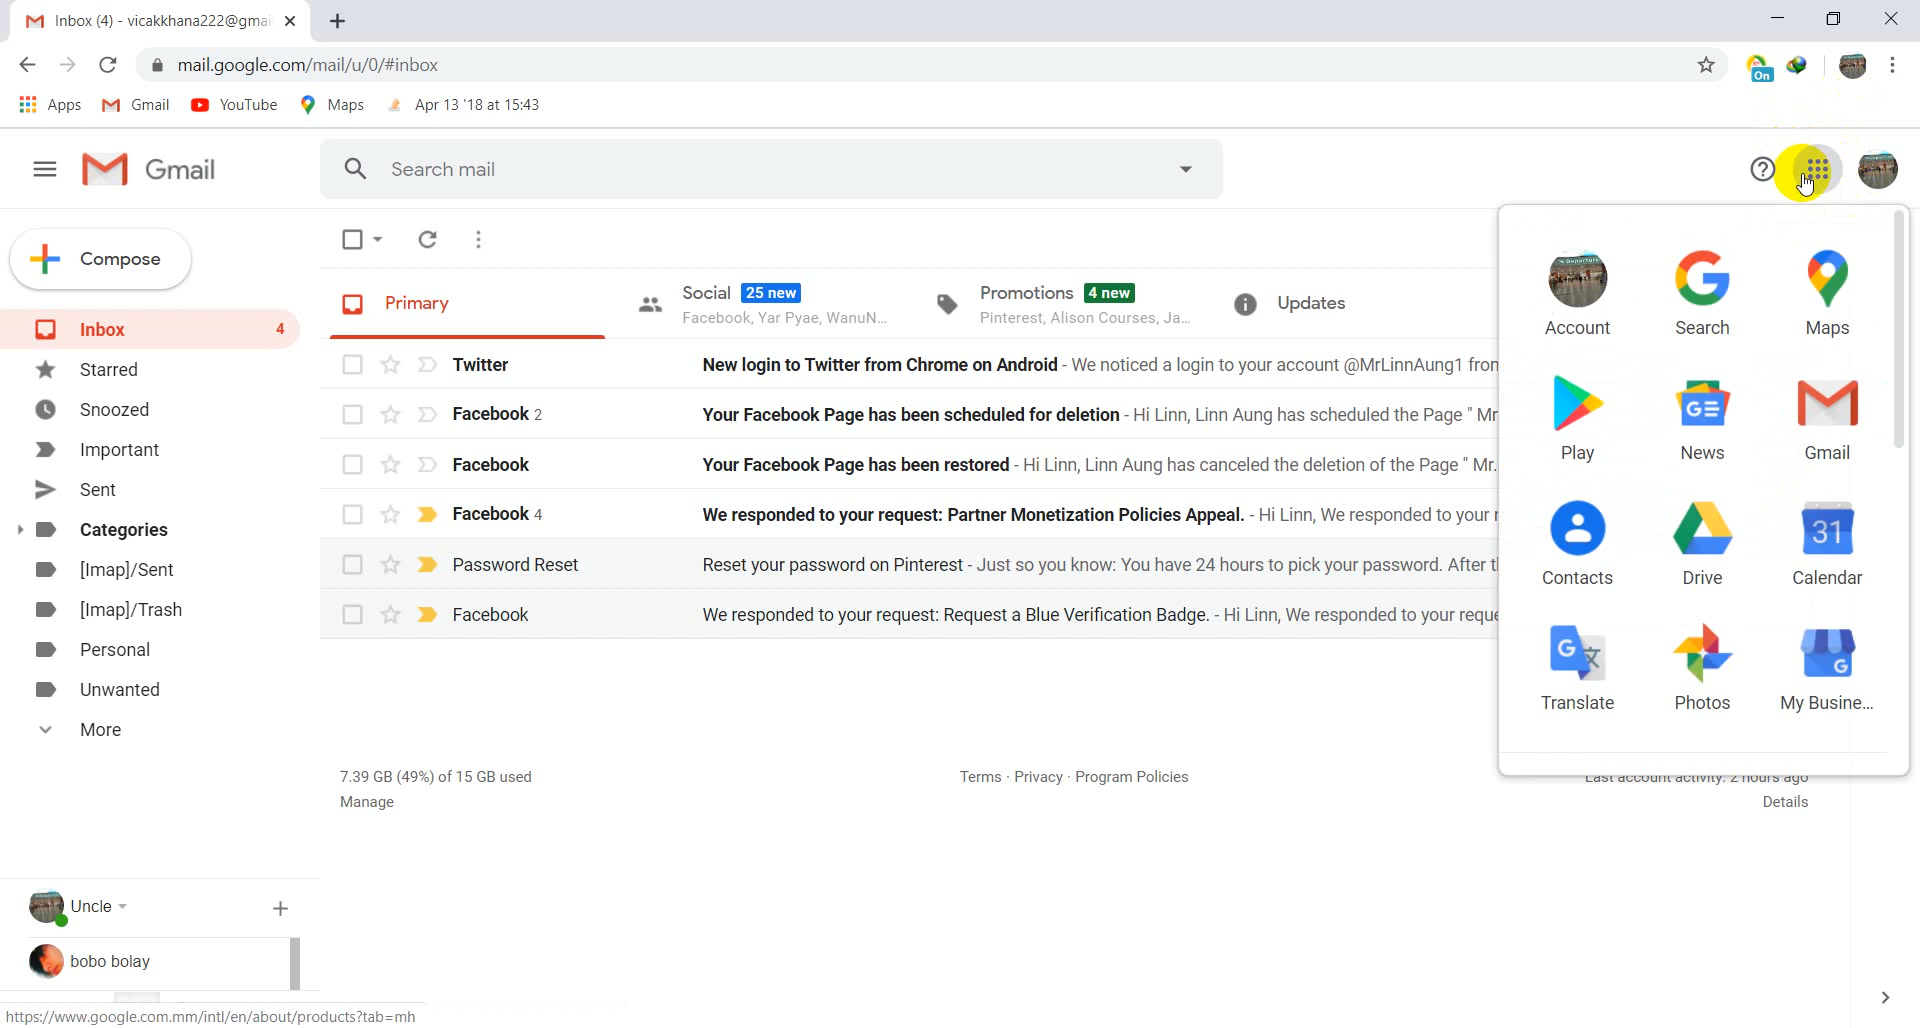 Inbox (4) - vicakkhana222@gmai
mail.google.com/mail/u/0/#inbox
On
Apps Gmail YouTube Maps Apr 13 '18 at 15:43
Gmail
Search mail
Compose
Inbox 4
Starred
Snoozed
Important
Sent
Categories
[Imap]/Sent
[Imap]/Trash
Personal
Unwanted
More
Primary
Social 25 new
Facebook, Yar Pyae, WanuN...
Promotions 4 new
Pinterest, Alison Courses, Ja...
Updates
Twitter New login to Twitter from Chrome on Android - We noticed a login to your account @MrLinnAung1 from
Facebook 2 Your Facebook Page has been scheduled for deletion - Hi Linn, Linn Aung has scheduled the Page " Mr
Facebook Your Facebook Page has been restored - Hi Linn, Linn Aung has canceled the deletion of the Page " Mr.
Facebook 4 We responded to your request: Partner Monetization Policies Appeal. - Hi Linn, We responded to your r
Password Reset Reset your password on Pinterest - Just so you know: You have 24 hours to pick your password. After t
Facebook We responded to your request: Request a Blue Verification Badge. - Hi Linn, We responded to your reque
7.39 GB (49%) of 15 GB used
Manage
Terms · Privacy · Program Policies
Last account activity: 2 hours ago
Details
Departure
Account Search Maps
Play News Gmail
31
Contacts Drive Calendar
Translate Photos My Busine...
Uncle
bobo bolay
https://www.google.com.mm/intl/en/about/products?tab=mh